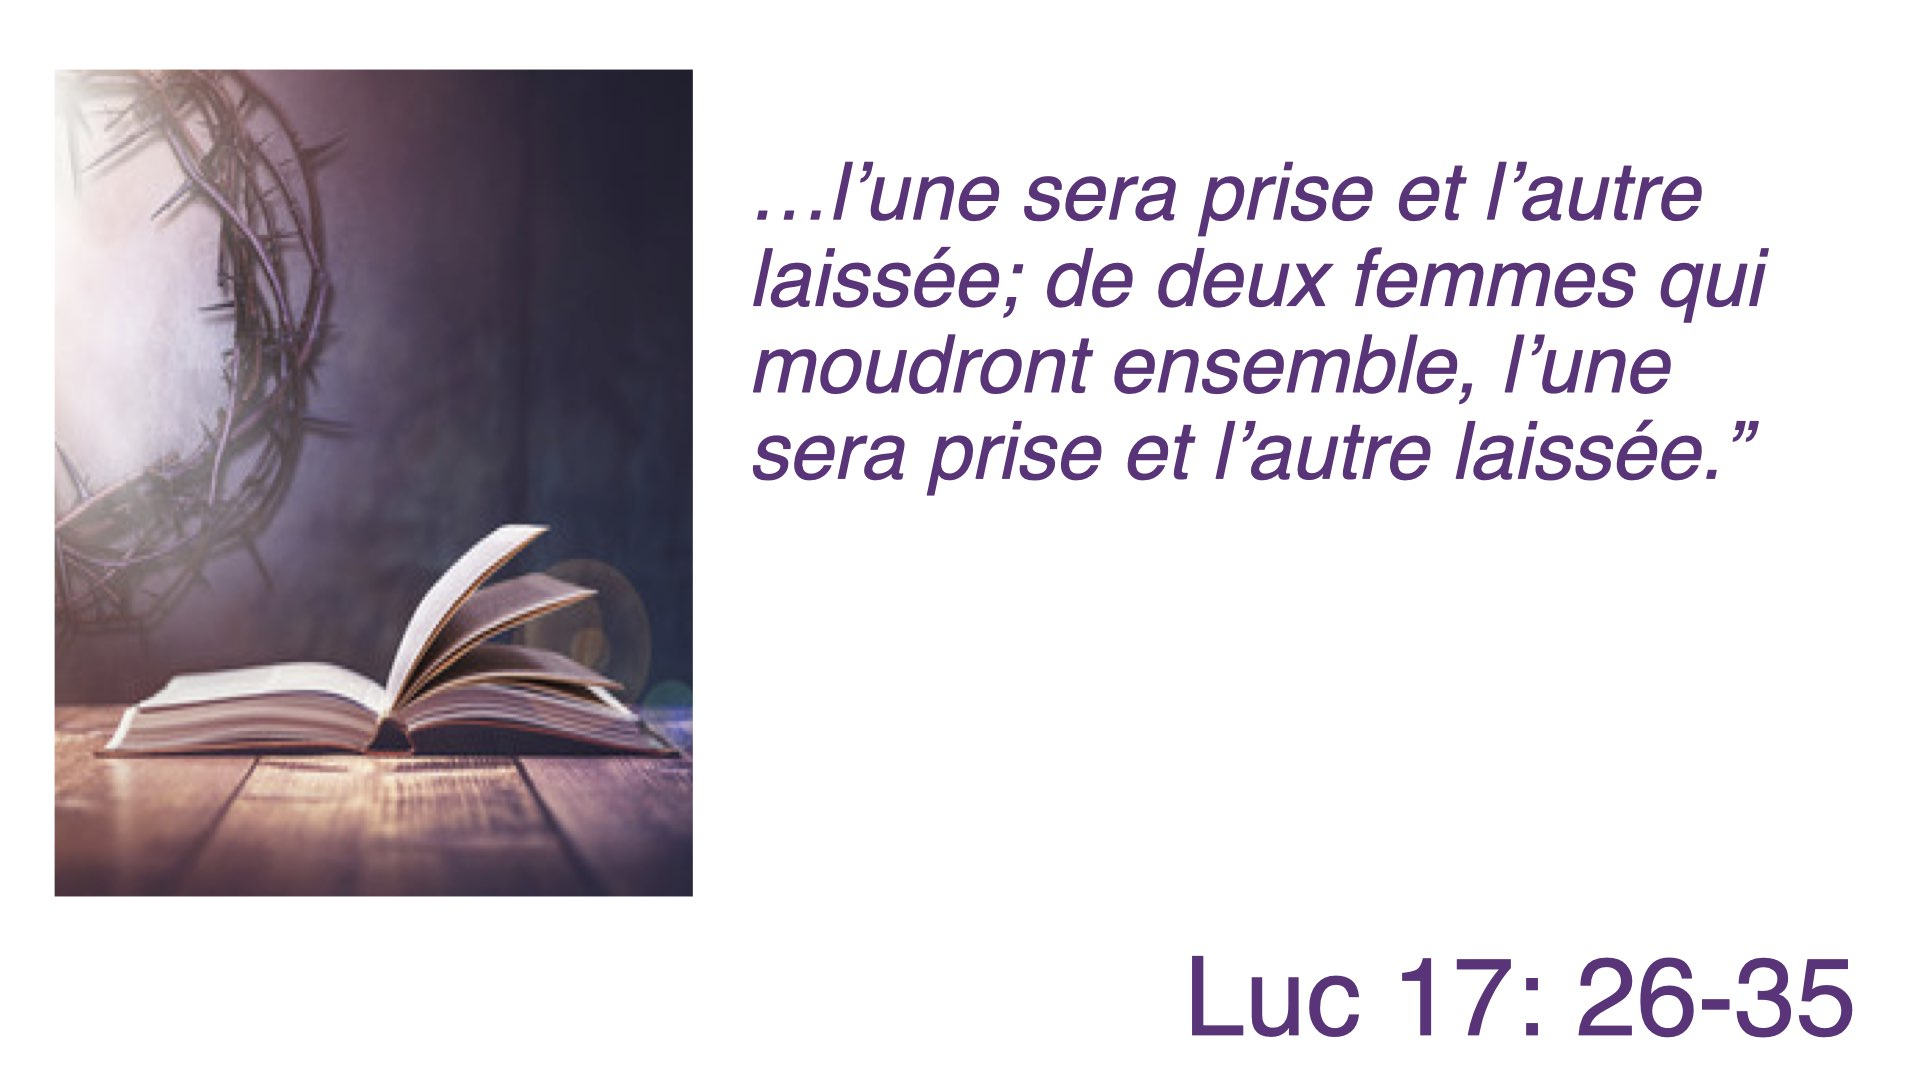 …l’une sera prise et l’autre
laissée; de deux femmes qui
moudront ensemble, l’une
sera prise et l’autre laissée.”
Luc 17: 26-35